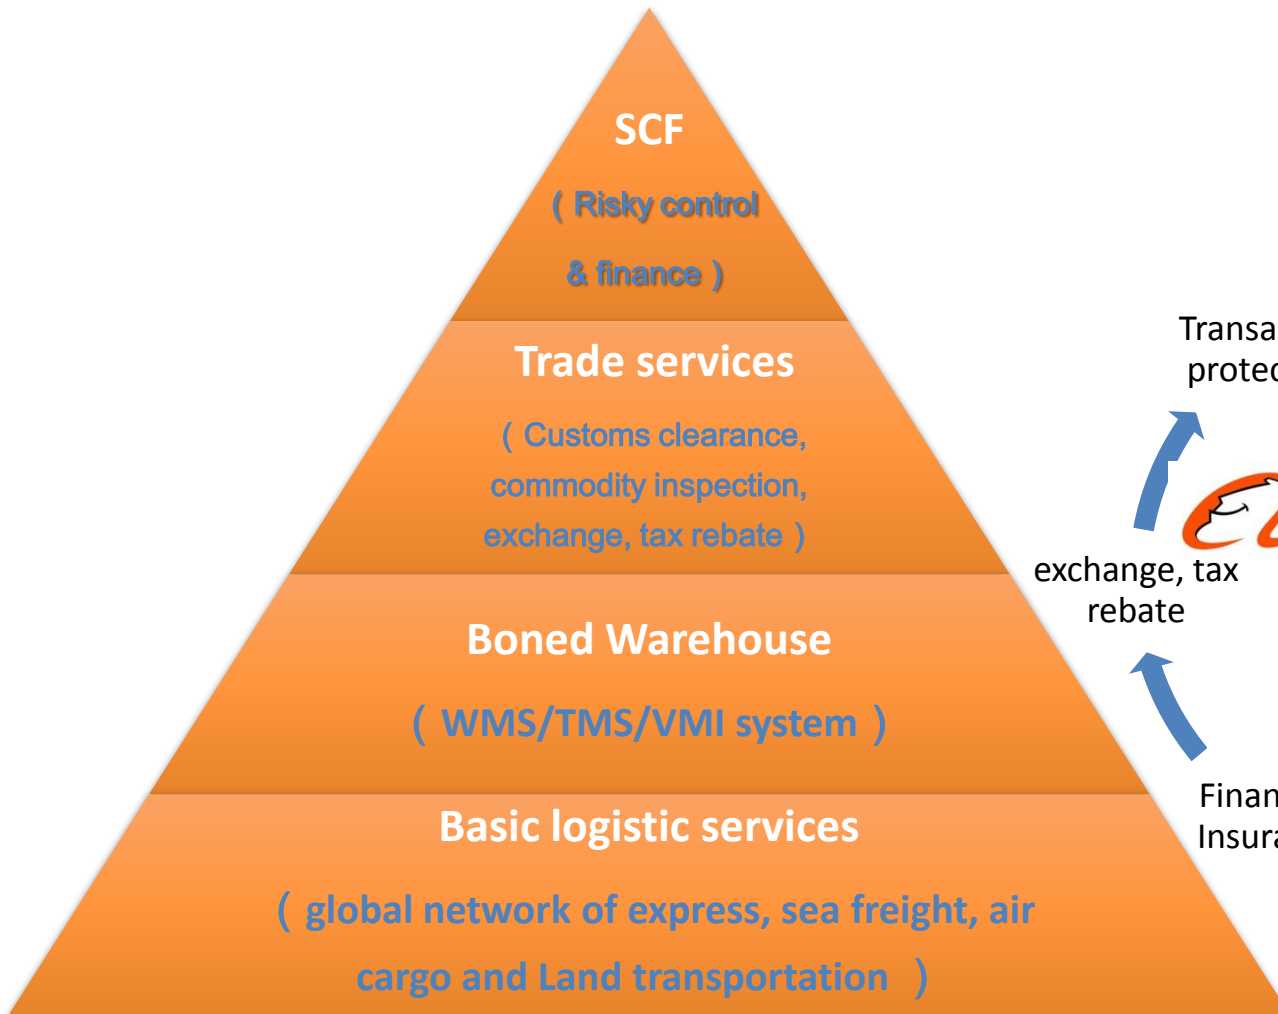 SCF
( Risky control
& finance )
Trade services
( Customs clearance,
commodity inspection,
exchange, tax rebate )
Boned Warehouse
( WMS/TMS/VMI system )
Basic logistic services
( global network of express, sea freight, air
cargo and Land transportation )
exchange, tax
rebate